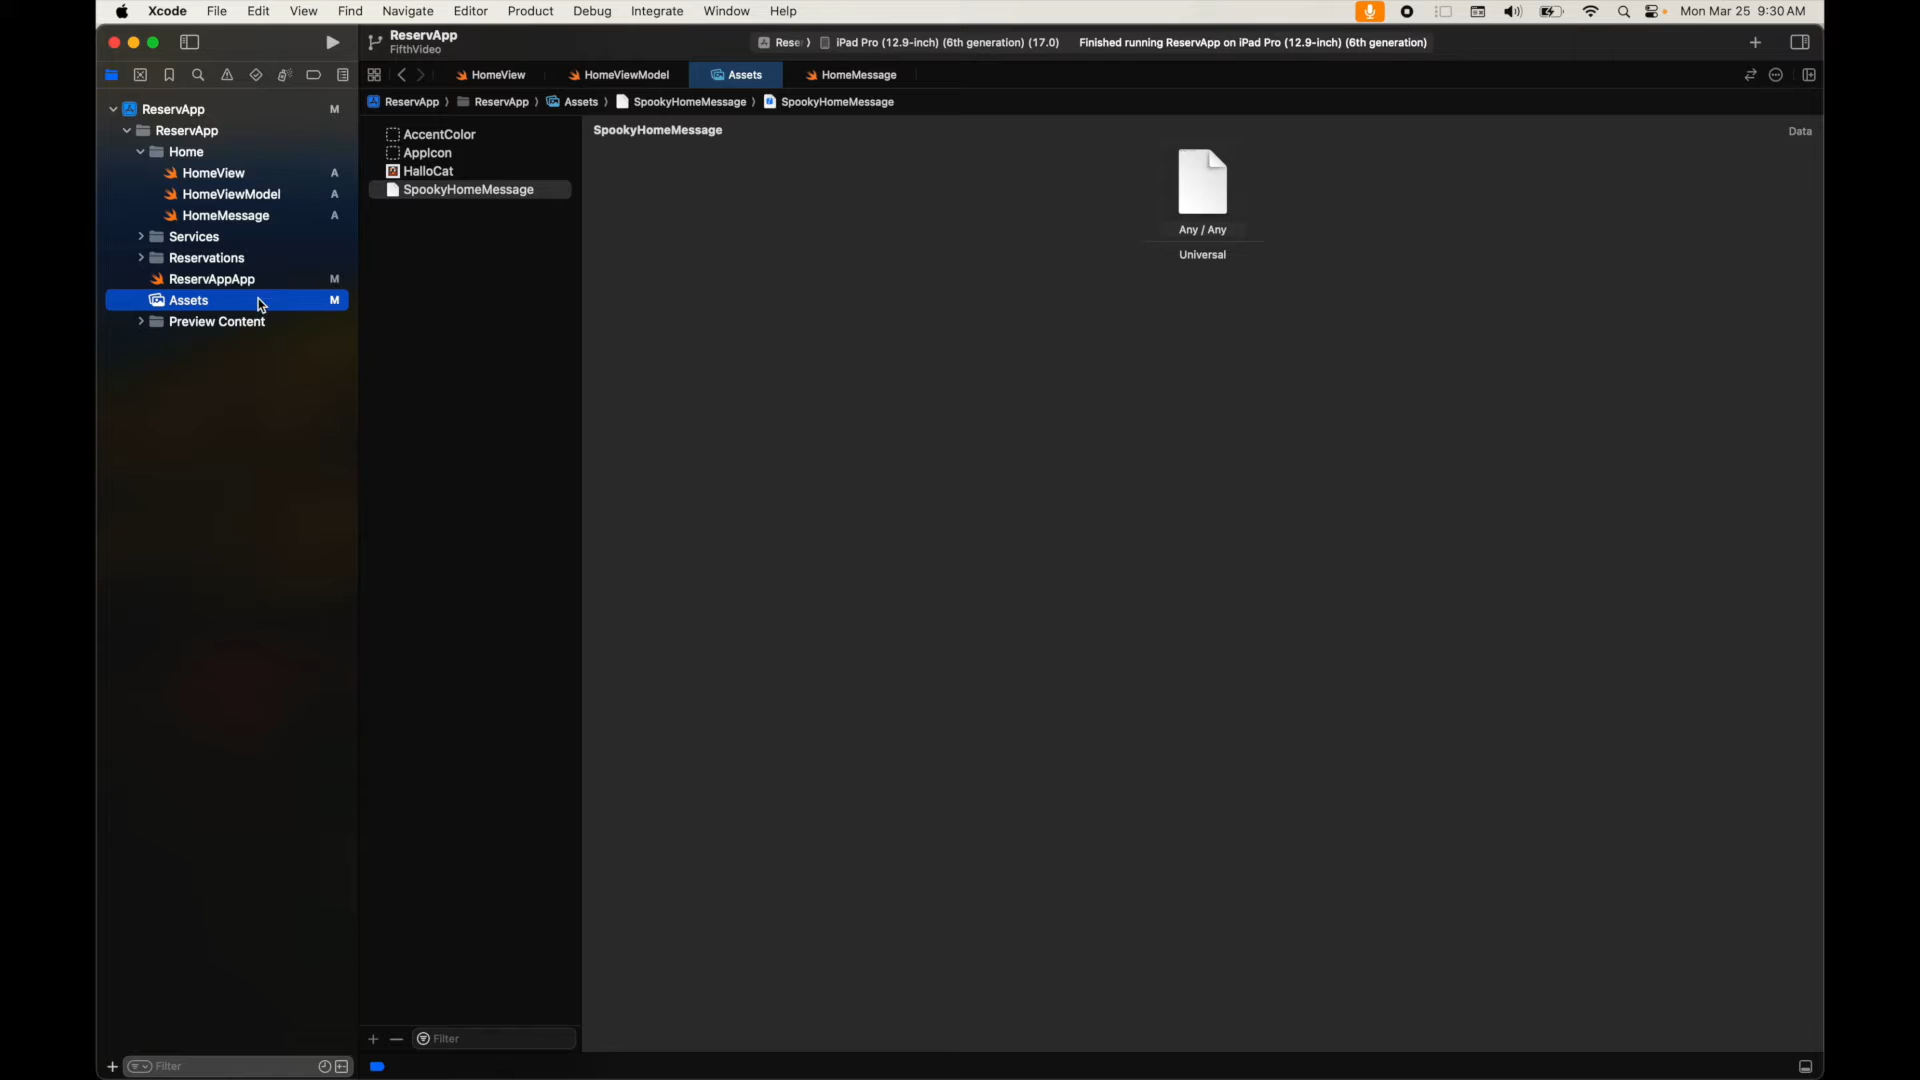 Xcode File Edit View Find Navigate Editor Product Debug Integrate Window Help Mon Mar 25 9:30 AM
ReservApp
FifthVideo
Reser iPad Pro (12.9-inch) (6th generation) (17.0) Finished running ReservApp on iPad Pro (12.9-inch) (6th generation)
HomeView HomeViewModel Assets HomeMessage
ReservApp ReservApp Assets SpookyHomeMessage SpookyHomeMessage
ReservApp M
ReservApp
Home
HomeView A
HomeViewModel A
HomeMessage A
Services
Reservations
ReservAppApp M
Assets M
Preview Content
AccentColor
AppIcon
HalloCat
SpookyHomeMessage
SpookyHomeMessage Data
Any / Any
Universal
Filter
Filter